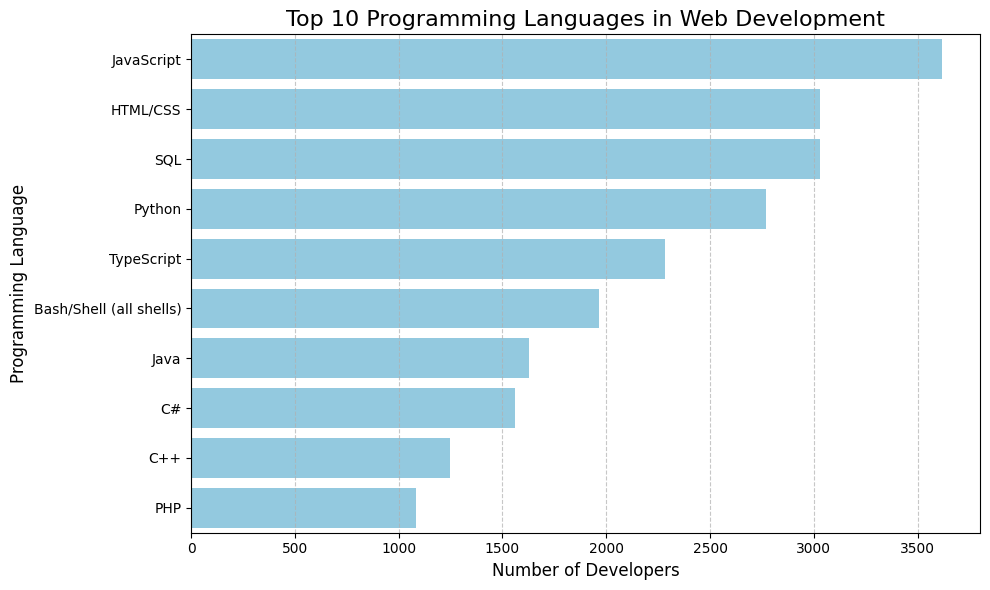 Top 10 Programming Languages in Web Development
Programming Language
JavaScript
HTML/CSS
SQL
Python
TypeScript
Bash/Shell (all shells)
Java
C#
C++
PHP
0 500 1000 1500 2000 2500 3000 3500
Number of Developers